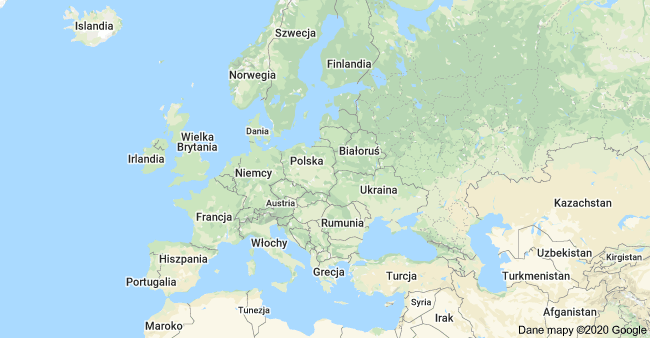 Islandia
Szwecja
Finlandia
Norwegia
Dania
Wielka
Brytania
Irlandia
Polska
Białoruś
Niemcy
Ukraina
Austria
Francja
Rumunia
Kazachstan
Włochy
Hiszpania
Portugalia
Grecja
Turcja
Uzbekistan
Kirgistan
Turkmenistan
Syria
Tunezja
Irak
Afganistan
Maroko
Dane mapy ©2020 Google